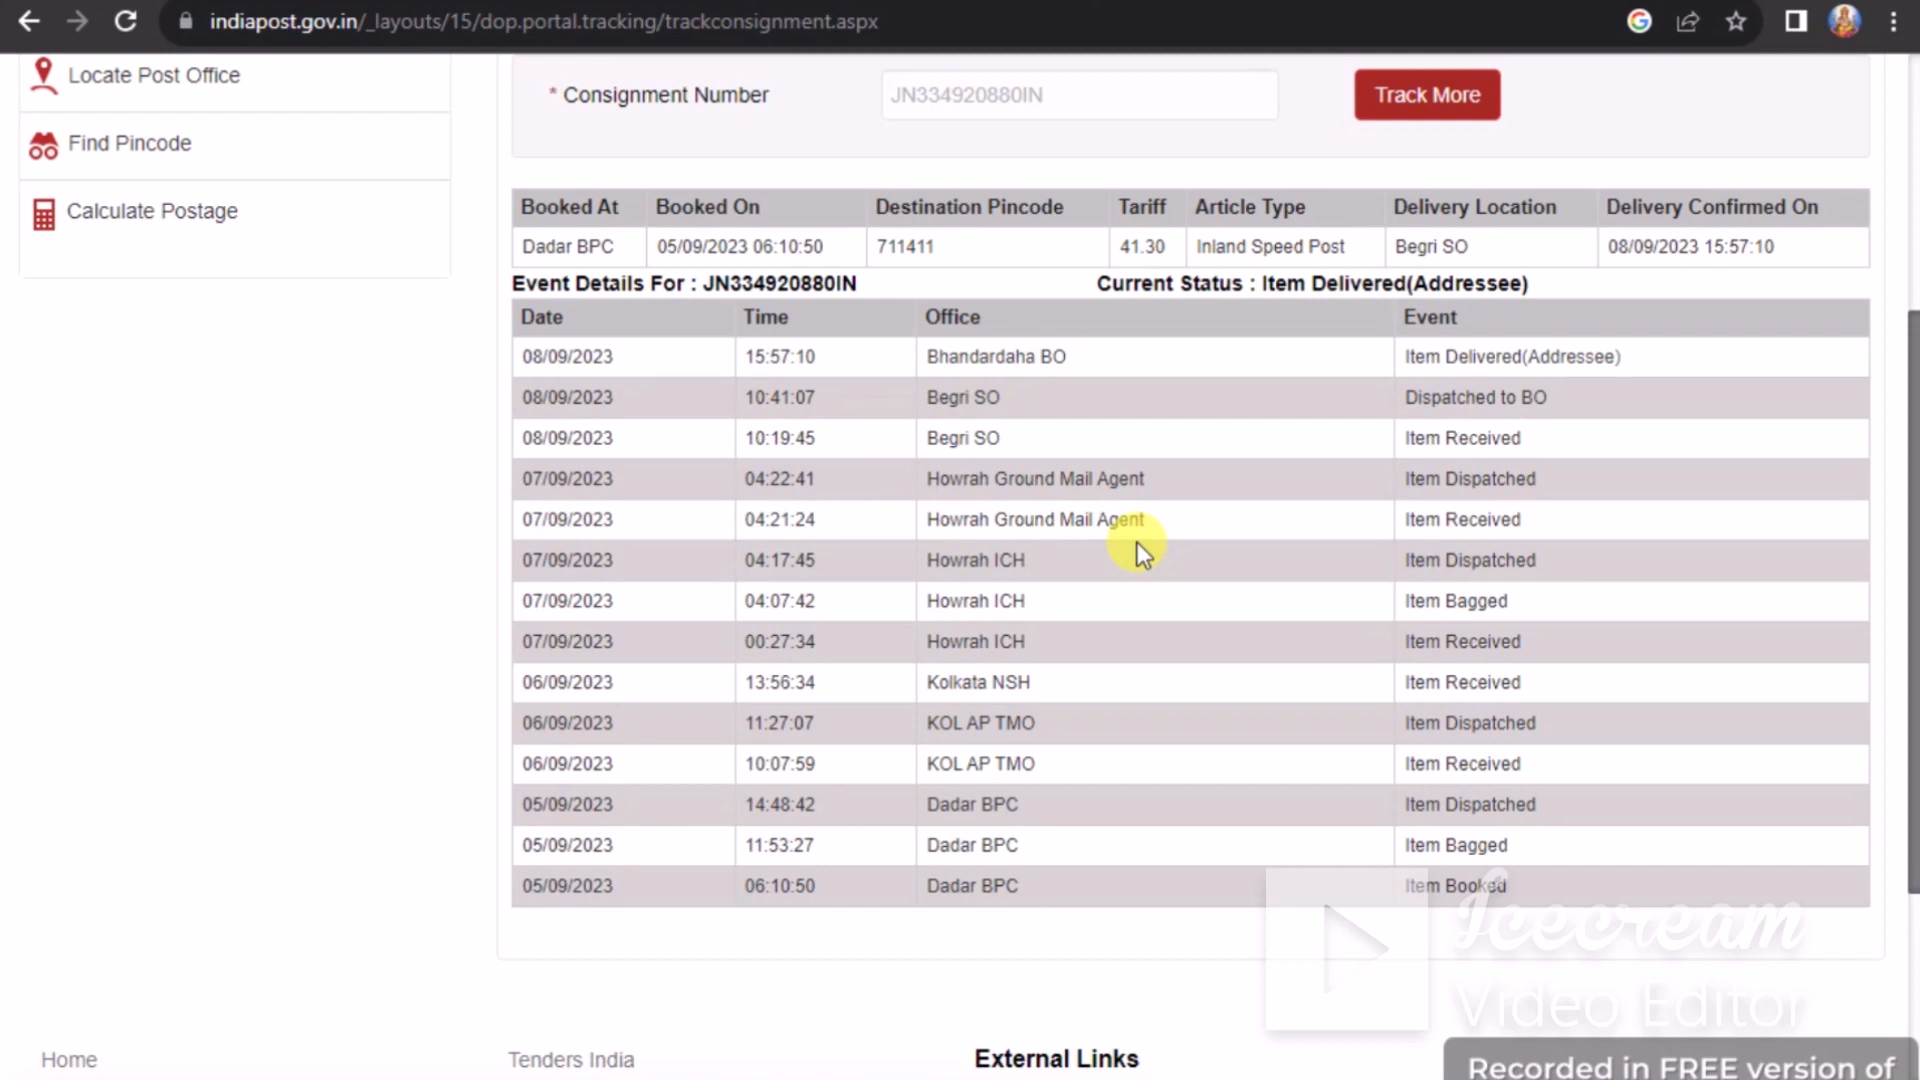 indiapost.gov.in/_layouts/15/dop.portal.tracking/trackconsignment.aspx
Locate Post Office
Find Pincode
Calculate Postage
* Consignment Number JN334920880IN Track More
Booked At Booked On Destination Pincode Tariff Article Type Delivery Location Delivery Confirmed On
Dadar BPC 05/09/2023 06:10:50 711411 41.30 Inland Speed Post Begri SO 08/09/2023 15:57:10
Event Details For : JN334920880IN Current Status : Item Delivered(Addressee)
Date Time Office Event
08/09/2023 15:57:10 Bhandardaha BO Item Delivered(Addressee)
08/09/2023 10:41:07 Begri SO Dispatched to BO
08/09/2023 10:19:45 Begri SO Item Received
07/09/2023 04:22:41 Howrah Ground Mail Agent Item Dispatched
07/09/2023 04:21:24 Howrah Ground Mail Agent Item Received
07/09/2023 04:17:45 Howrah ICH Item Dispatched
07/09/2023 04:07:42 Howrah ICH Item Bagged
07/09/2023 00:27:34 Howrah ICH Item Received
06/09/2023 13:56:34 Kolkata NSH Item Received
06/09/2023 11:27:07 KOL AP TMO Item Dispatched
06/09/2023 10:07:59 KOL AP TMO Item Received
05/09/2023 14:48:42 Dadar BPC Item Dispatched
05/09/2023 11:53:27 Dadar BPC Item Bagged
05/09/2023 06:10:50 Dadar BPC Item Booked
Icecream
Video Editor
Home Tenders India External Links
Recorded in FREE version of